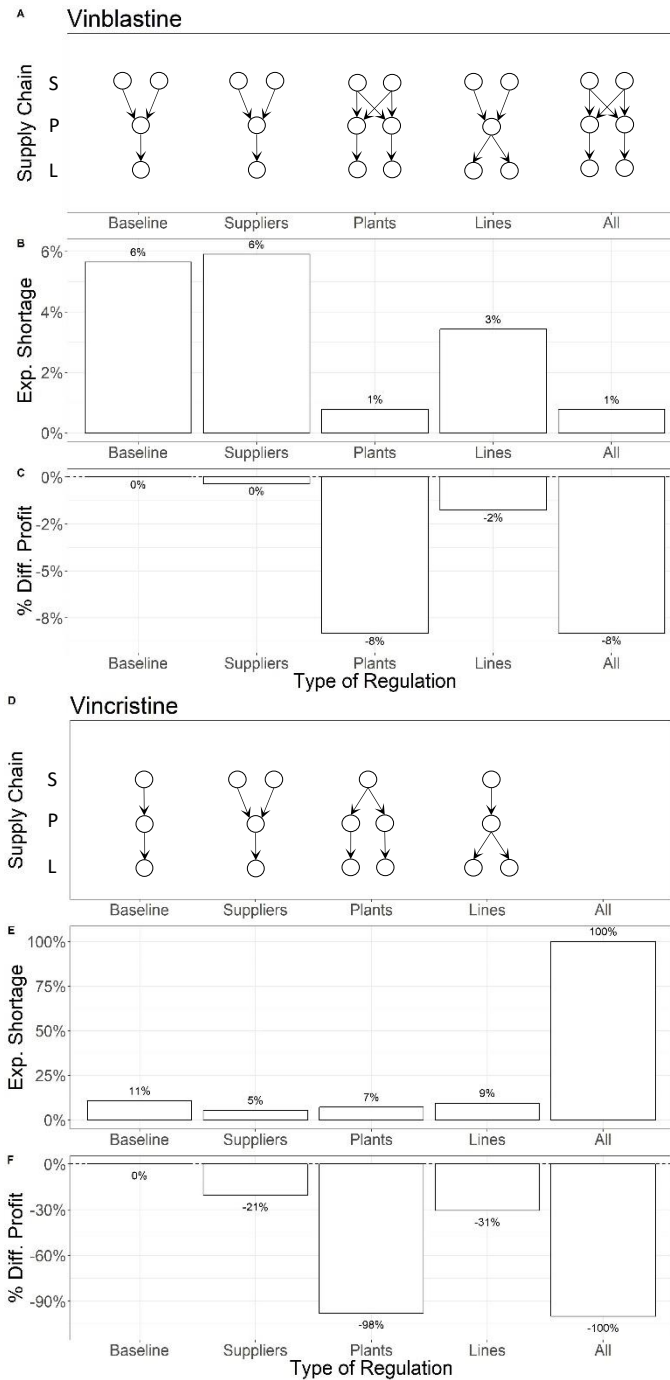 A
Vinblastine
Supply Chain
S
P
L
Baseline Suppliers Plants Lines All
B
Exp. Shortage
6%
4%
2%
0%
6% 6% 1% 3% 1%
Baseline Suppliers Plants Lines All
C
% Diff. Profit
0%
-2%
-5%
-8%
0% 0% -8% -2% -8%
Baseline Suppliers Plants Lines All
Type of Regulation
D
Vincristine
Supply Chain
S
P
L
Baseline Suppliers Plants Lines All
E
Exp. Shortage
100%
75%
50%
25%
0%
11% 5% 7% 9% 100%
Baseline Suppliers Plants Lines All
F
% Diff. Profit
0%
-30%
-60%
-90%
0% -21% -98% -31% -100%
Baseline Suppliers Plants Lines All
Type of Regulation